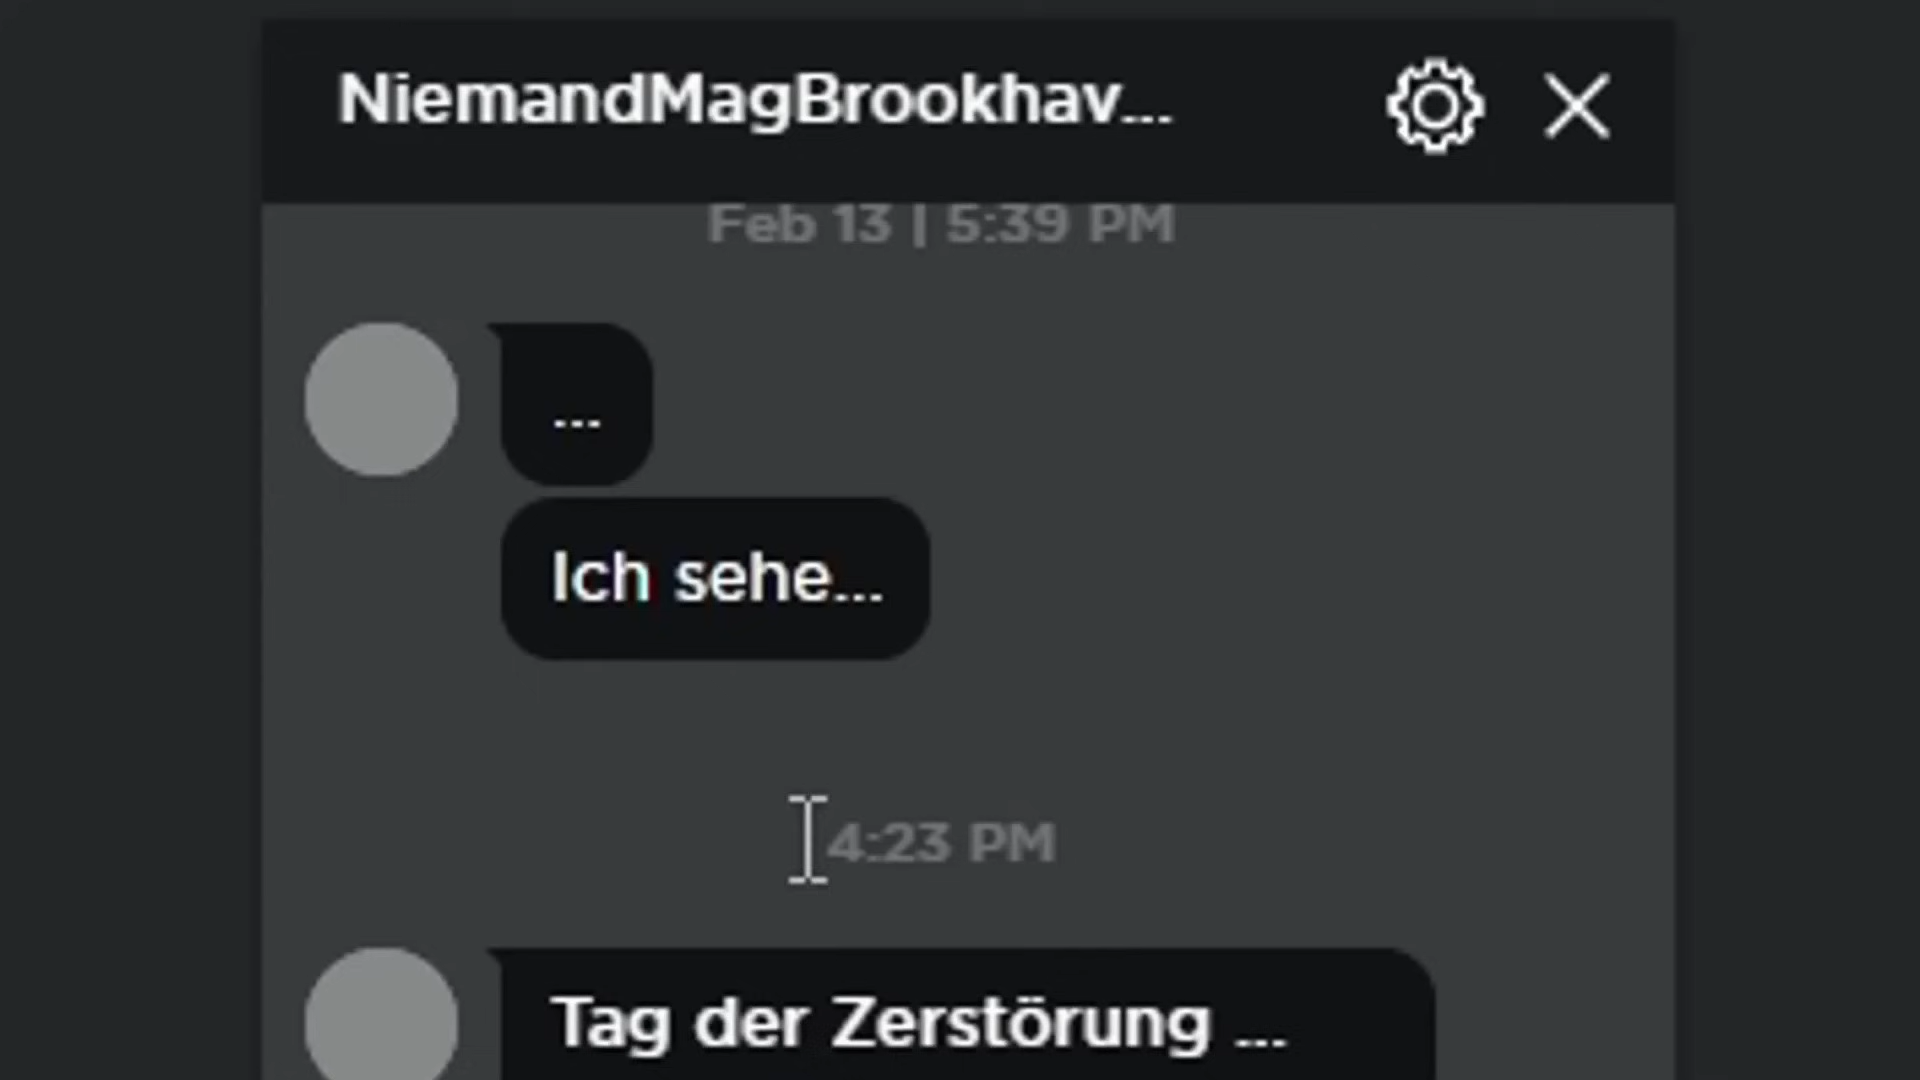 NiemandMagBrookhav...
Feb 13 | 5:39 PM
...
Ich sehe...
4:23 PM
Tag der Zerstörung ...